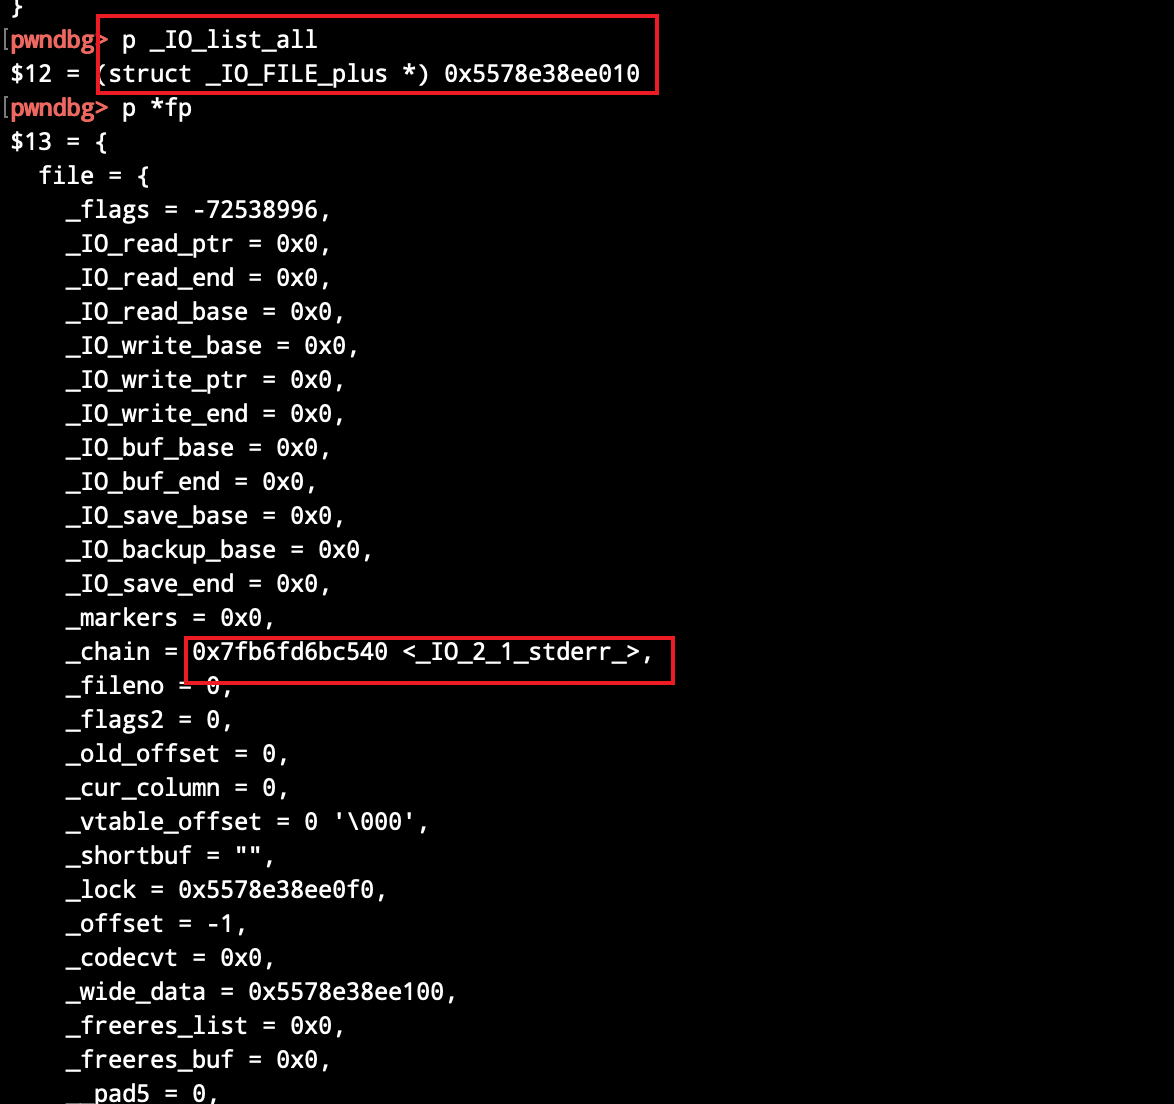 }
[pwndbg> p _IO_list_all
$12 = (struct _IO_FILE_plus *) 0x5578e38ee010
[pwndbg> p *fp
$13 = {
  file = {
    _flags = -72538996,
    _IO_read_ptr = 0x0,
    _IO_read_end = 0x0,
    _IO_read_base = 0x0,
    _IO_write_base = 0x0,
    _IO_write_ptr = 0x0,
    _IO_write_end = 0x0,
    _IO_buf_base = 0x0,
    _IO_buf_end = 0x0,
    _IO_save_base = 0x0,
    _IO_backup_base = 0x0,
    _IO_save_end = 0x0,
    _markers = 0x0,
    _chain = 0x7fb6fd6bc540 <_IO_2_1_stderr_>,
    _fileno = 0,
    _flags2 = 0,
    _old_offset = 0,
    _cur_column = 0,
    _vtable_offset = 0 '\000',
    _shortbuf = "",
    _lock = 0x5578e38ee0f0,
    _offset = -1,
    _codecvt = 0x0,
    _wide_data = 0x5578e38ee100,
    _freeres_list = 0x0,
    _freeres_buf = 0x0,
    __pad5 = 0,